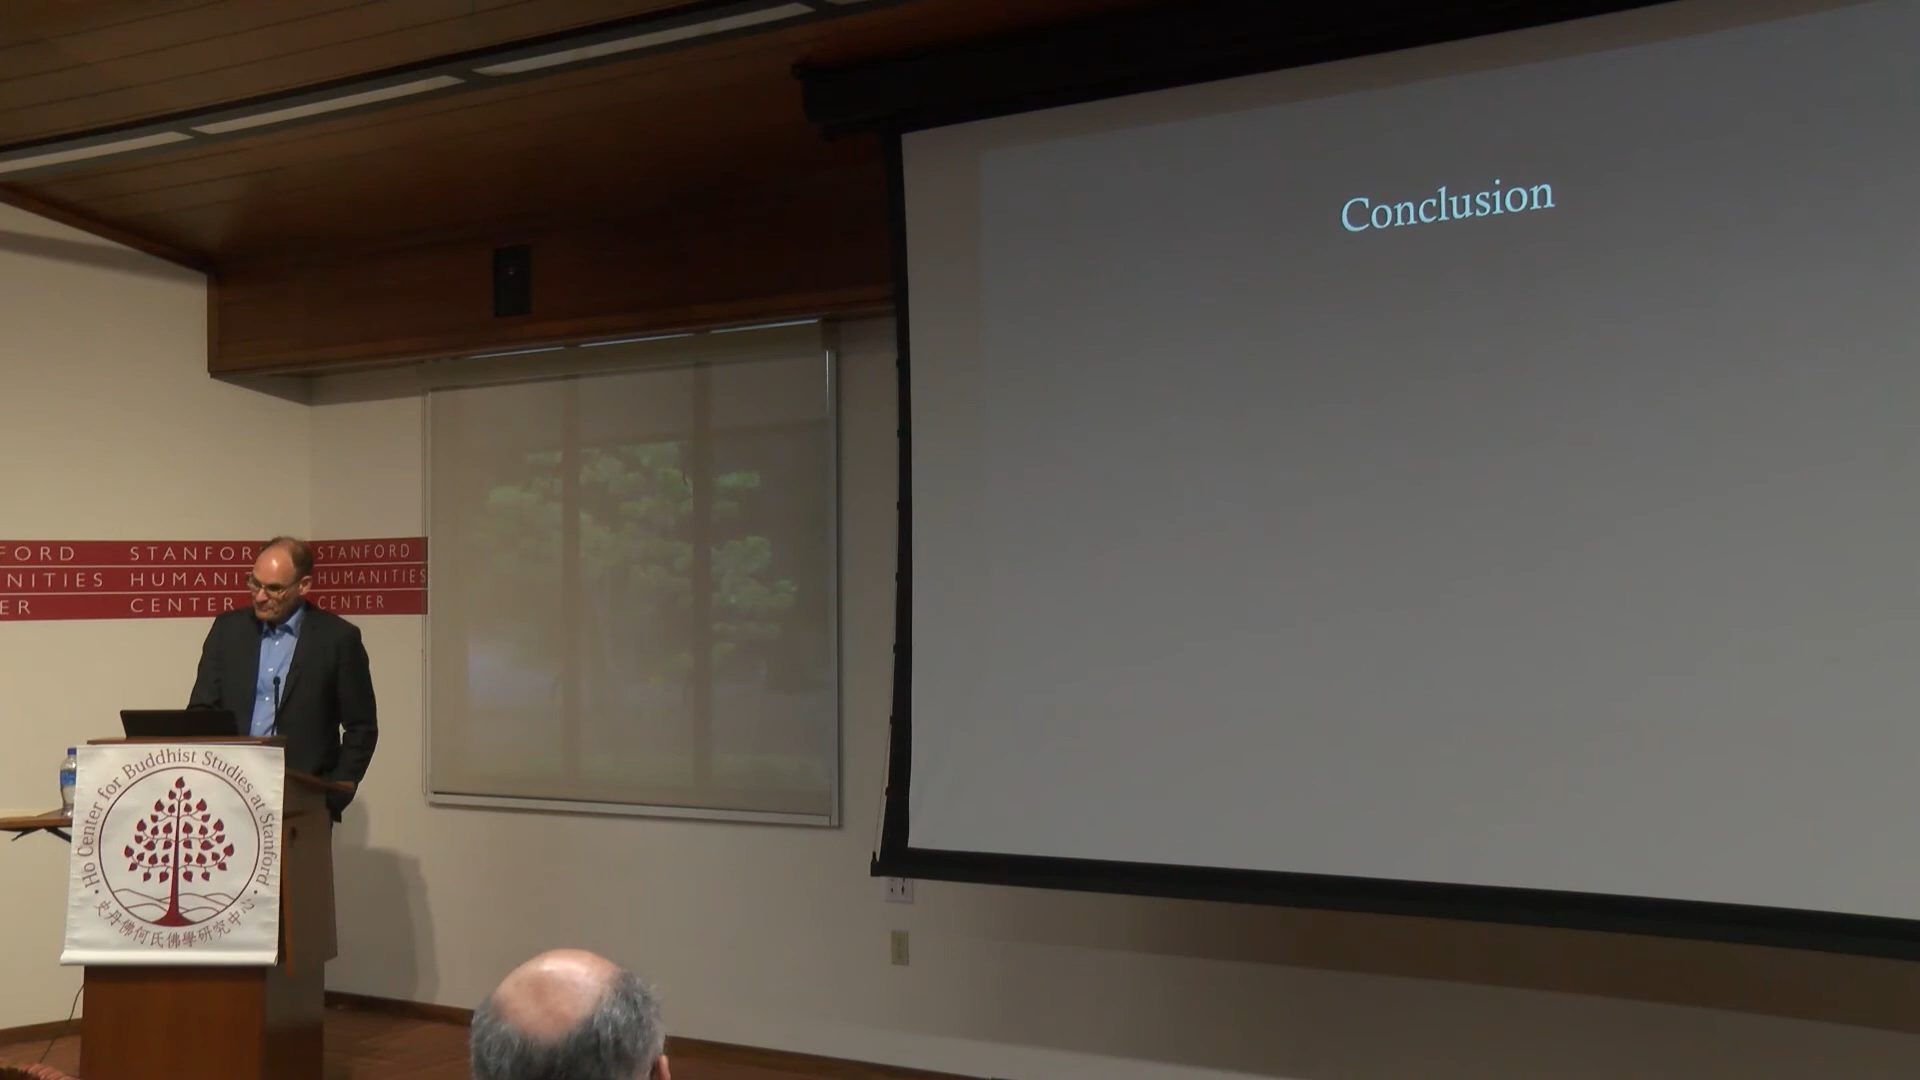 Conclusion
FORD STANFOR STANFORD
NITIES HUMANI HUMANITIES
ER CENTER CENTER
Ho Center for Buddhist Studies at Stanford
史丹佛何氏佛學研究中心